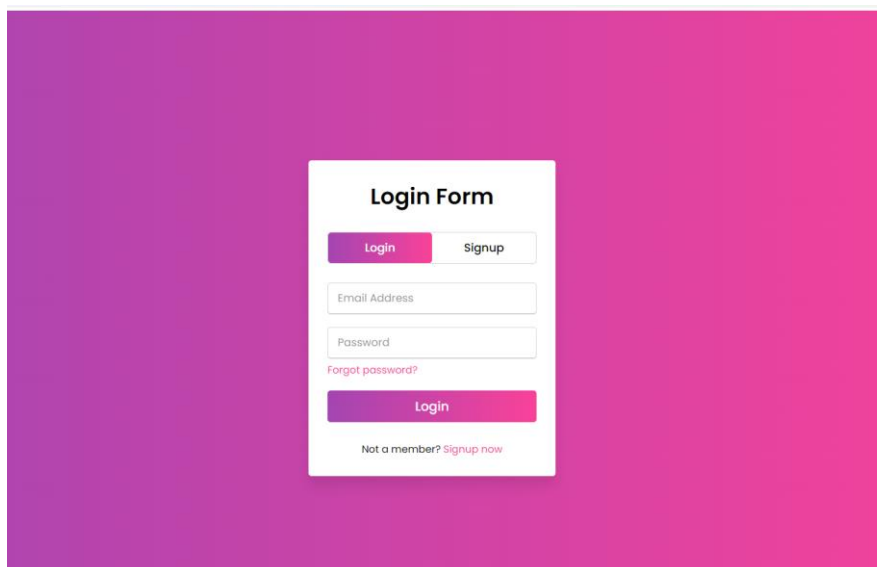 Login Form
Login Signup
Email Address
Password
Forgot password?
Login
Not a member? Signup now